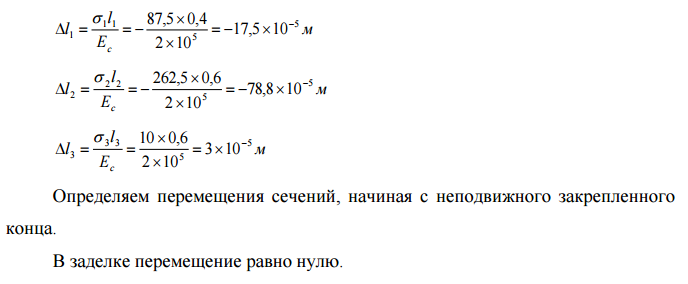 Δl₁ = σ₁l₁ / E_c = − 87,5 × 0,4 / 2 × 10⁵ = −17,5 × 10⁻⁵ м
Δl₂ = σ₂l₂ / E_c = − 262,5 × 0,6 / 2 × 10⁵ = −78,8 × 10⁻⁵ м
Δl₃ = σ₃l₃ / E_c = 10 × 0,6 / 2 × 10⁵ = 3 × 10⁻⁵ м
Определяем перемещения сечений, начиная с неподвижного закрепленного
конца.
В заделке перемещение равно нулю.